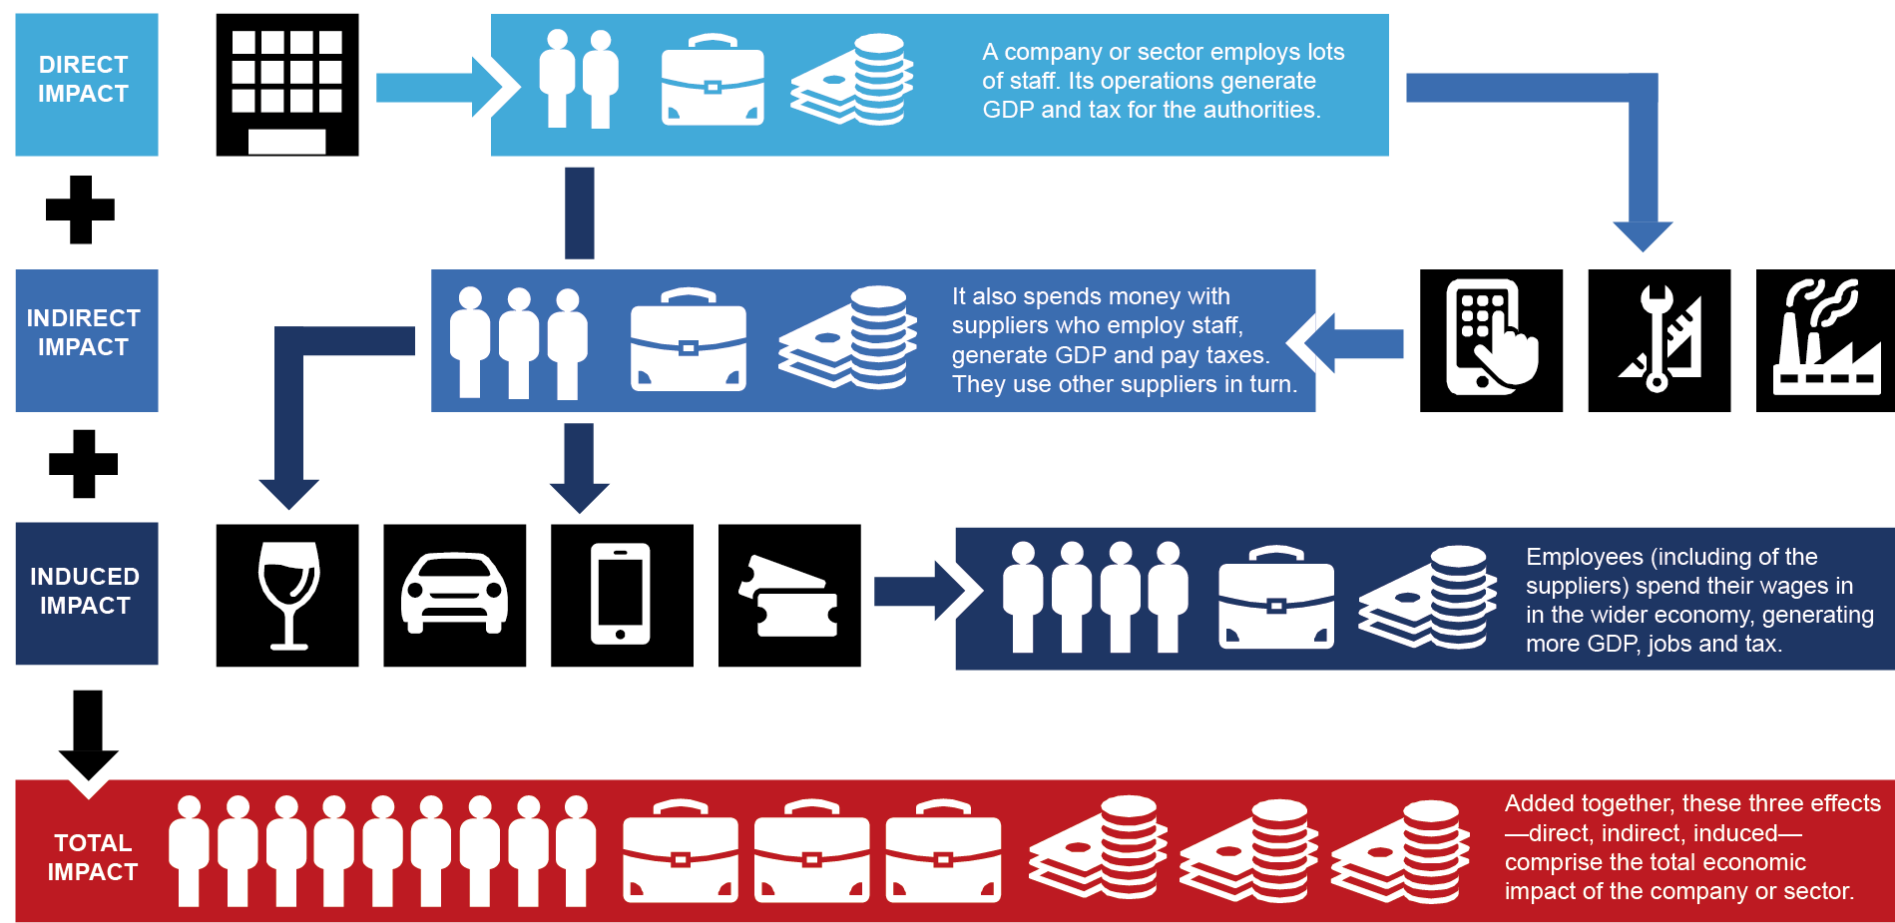 DIRECT
IMPACT
A company or sector employs lots
of staff. Its operations generate
GDP and tax for the authorities.
INDIRECT
IMPACT
It also spends money with
suppliers who employ staff,
generate GDP and pay taxes.
They use other suppliers in turn.
INDUCED
IMPACT
Employees (including of the
suppliers) spend their wages in
in the wider economy, generating
more GDP, jobs and tax.
TOTAL
IMPACT
Added together, these three effects
—direct, indirect, induced—
comprise the total economic
impact of the company or sector.